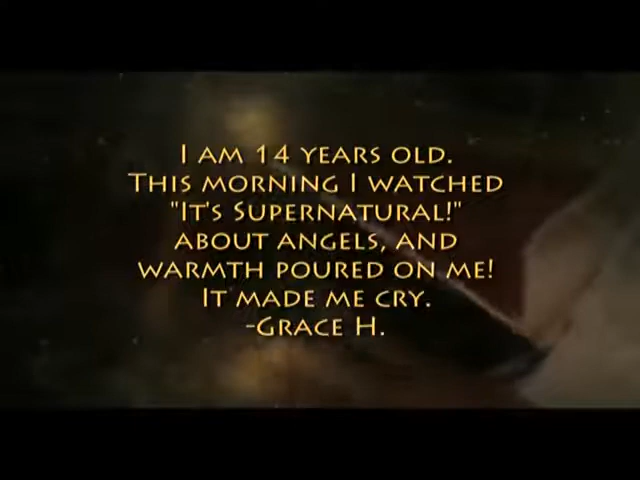 I AM 14 YEARS OLD.
THIS MORNING I WATCHED
"IT'S SUPERNATURAL!"
ABOUT ANGELS, AND
WARMTH POURED ON ME!
IT MADE ME CRY.
-GRACE H.